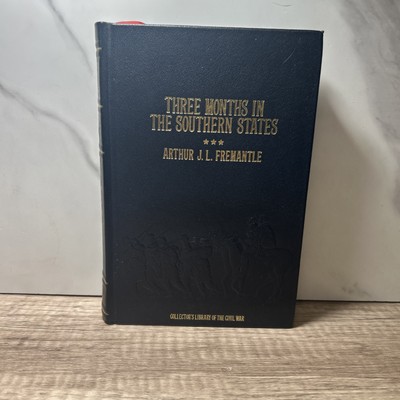 THREE MONTHS IN
THE SOUTHERN STATES
ARTHUR J. L. FREMANTLE
COLLECTOR'S LIBRARY OF THE CIVIL WAR